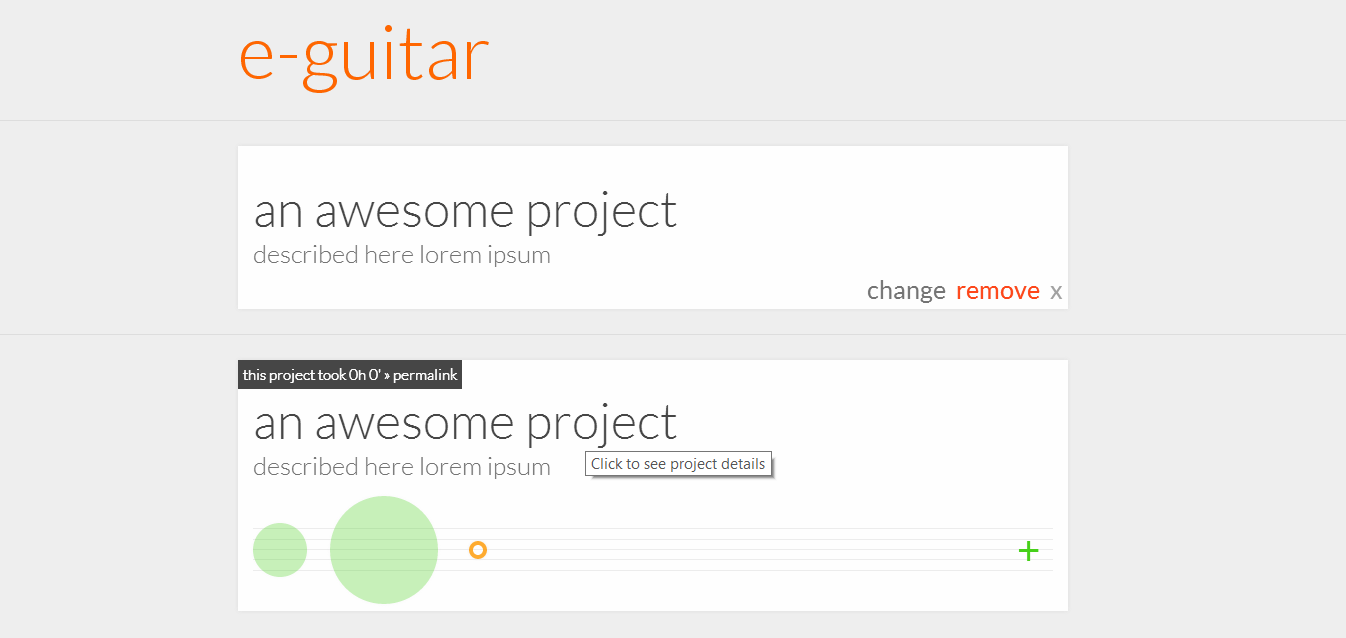 e-guitar
an awesome project
described here lorem ipsum
change remove x
this project took 0h 0' » permalink
an awesome project
described here lorem ipsum
Click to see project details
+